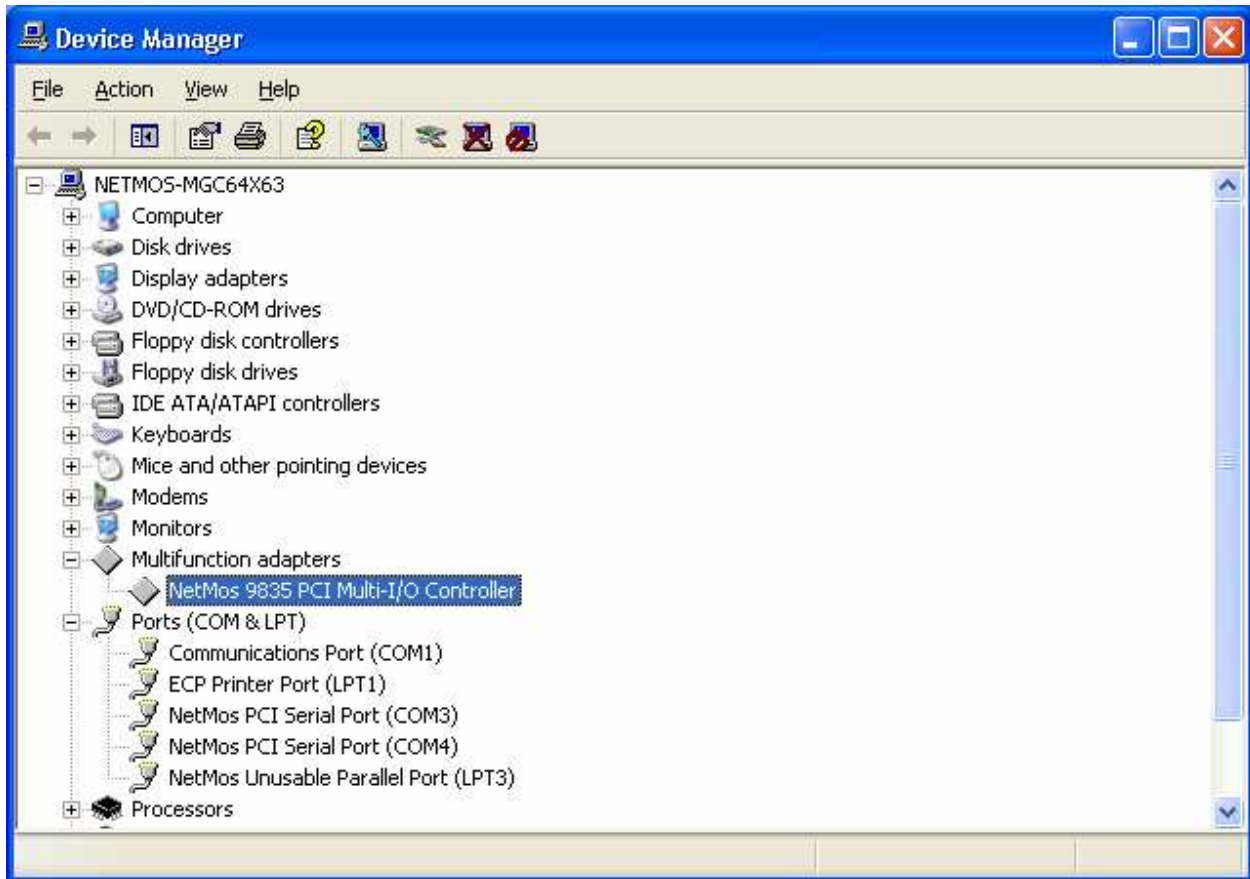 Device Manager
File Action View Help
NETMOS-MGC64X63
Computer
Disk drives
Display adapters
DVD/CD-ROM drives
Floppy disk controllers
Floppy disk drives
IDE ATA/ATAPI controllers
Keyboards
Mice and other pointing devices
Modems
Monitors
Multifunction adapters
NetMos 9835 PCI Multi-I/O Controller
Ports (COM & LPT)
Communications Port (COM1)
ECP Printer Port (LPT1)
NetMos PCI Serial Port (COM3)
NetMos PCI Serial Port (COM4)
NetMos Unusable Parallel Port (LPT3)
Processors